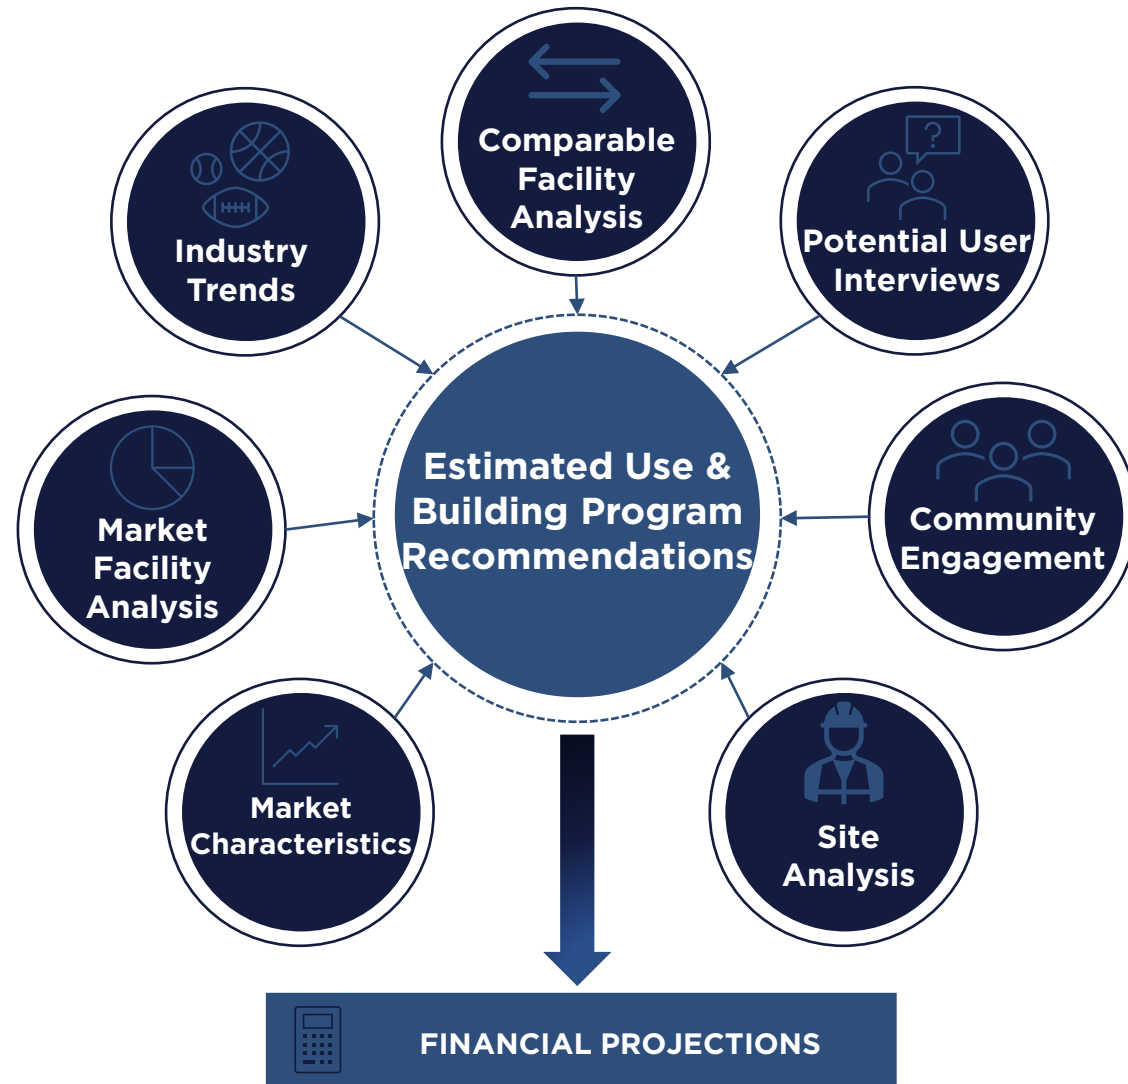 Comparable
Facility
Analysis
Industry
Trends
?
Potential User
Interviews
Market
Facility
Analysis
Estimated Use &
Building Program
Recommendations
Community
Engagement
Market
Characteristics
Site
Analysis
FINANCIAL PROJECTIONS